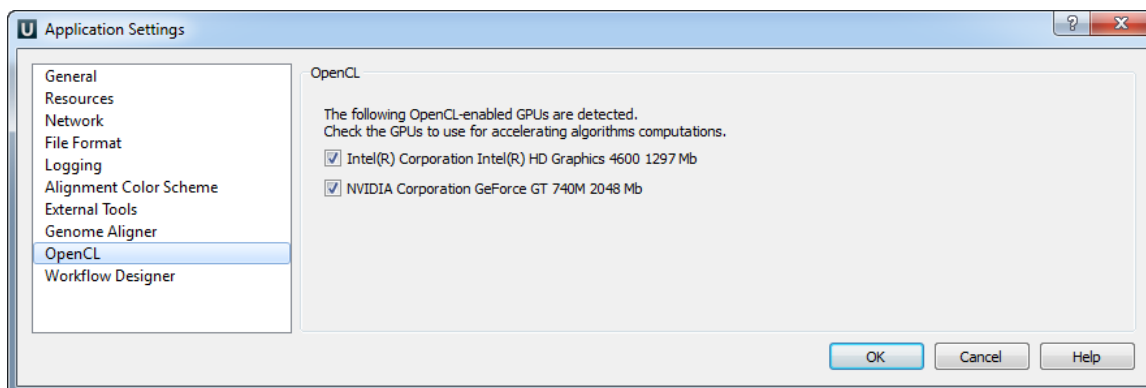 Application Settings
General
Resources
Network
File Format
Logging
Alignment Color Scheme
External Tools
Genome Aligner
OpenCL
Workflow Designer
OpenCL
The following OpenCL-enabled GPUs are detected.
Check the GPUs to use for accelerating algorithms computations.
Intel(R) Corporation Intel(R) HD Graphics 4600 1297 Mb
NVIDIA Corporation GeForce GT 740M 2048 Mb
OK Cancel Help